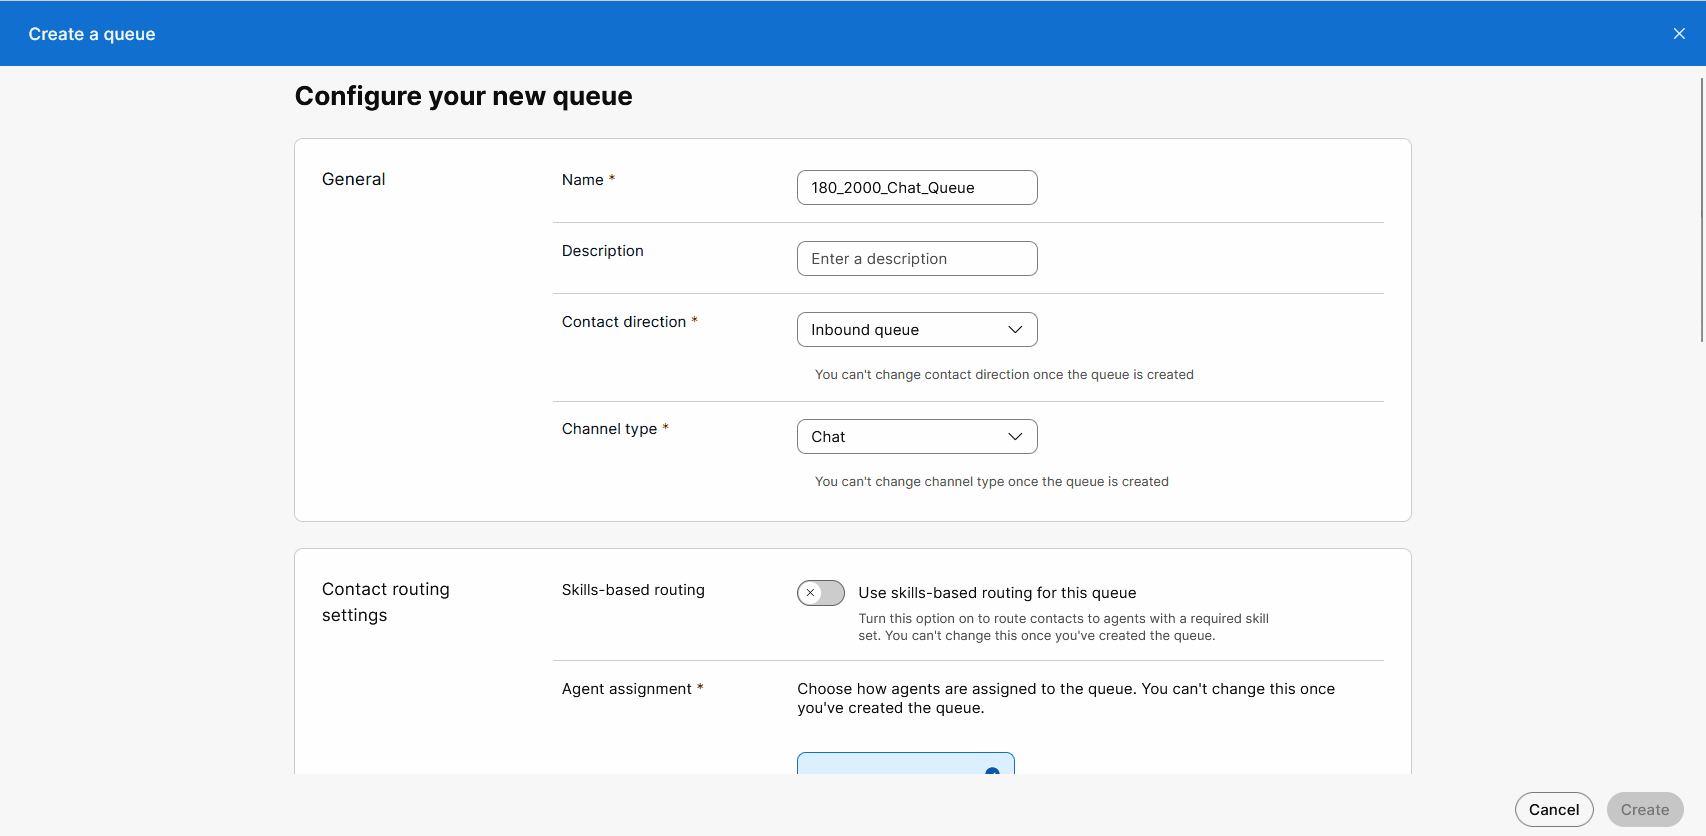 Create a queue
Configure your new queue
General
Name *
180_2000_Chat_Queue
Description
Enter a description
Contact direction *
Inbound queue
You can't change contact direction once the queue is created
Channel type *
Chat
You can't change channel type once the queue is created
Contact routing
settings
Skills-based routing
Use skills-based routing for this queue
Turn this option on to route contacts to agents with a required skill
set. You can't change this once you've created the queue.
Agent assignment *
Choose how agents are assigned to the queue. You can't change this once
you've created the queue.
Cancel
Create